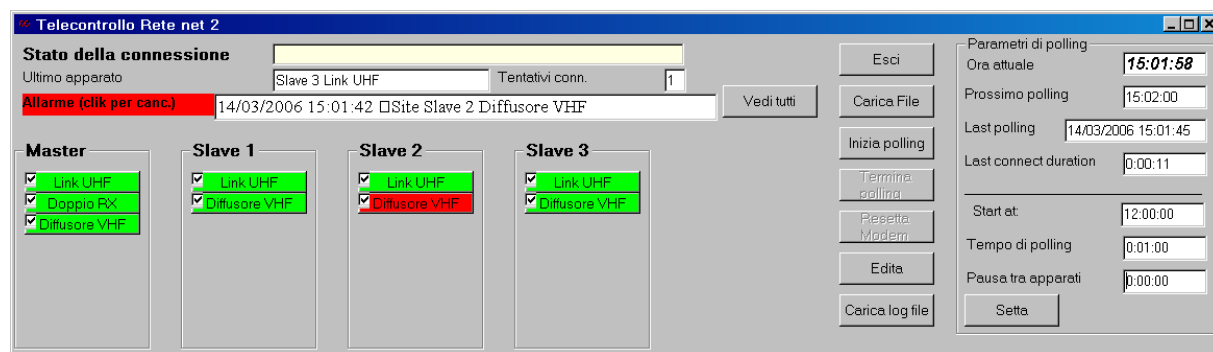 Telecontrollo Rete net 2
Stato della connessione
Ultimo apparato
Slave 3 Link UHF
Tentativi conn.
1
Allarme (clik per canc.)
14/03/2006 15:01:42 □Site Slave 2 Diffusore VHF
Vedi tutti
Master
Link UHF
Doppio RX
Diffusore VHF
Slave 1
Link UHF
Diffusore VHF
Slave 2
Link UHF
Diffusore VHF
Slave 3
Link UHF
Diffusore VHF
Esci
Carica File
Inizia polling
Termina
polling
Resetta
Modem
Edita
Carica log file
Parametri di polling
Ora attuale
15:01:58
Prossimo polling
15:02:00
Last polling
14/03/2006 15:01:45
Last connect duration
0:00:11
Start at:
12:00:00
Tempo di polling
0:01:00
Pausa tra apparati
0:00:00
Setta